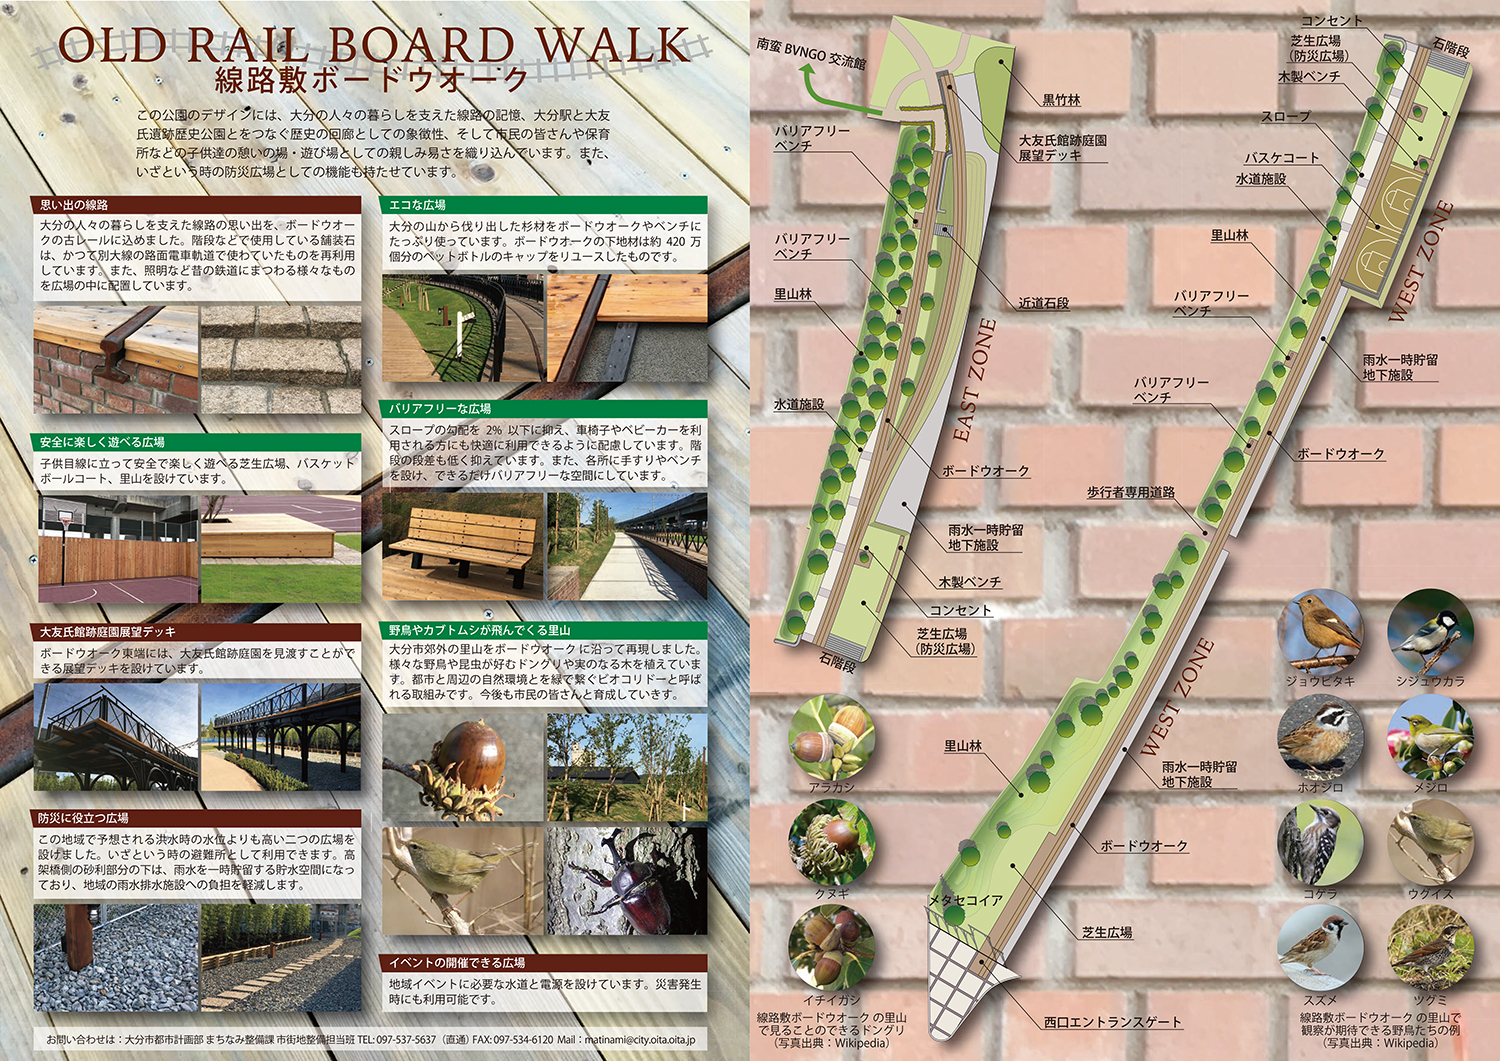 OLD RAIL BOARD WALK
線路敷ボードウオーク
この公園のデザインには、大分の人々の暮らしを支えた線路の記憶、大分駅と大友
氏遺跡歴史公園とをつなぐ歴史の回廊としての象徴性、そして市民の皆さんや保育
所などの子供達の憩いの場・遊び場としての親しみ易さを織り込んでいます。また、
いざという時の防災広場としての機能も持たせています。
思い出の線路
大分の人々の暮らしを支えた線路の思い出を、ボードウオー
クの古レールに込めました。階段などで使用している舗装石
は、かつて別大線の路面電車軌道で使わていたものを再利用
しています。また、照明など昔の鉄道にまつわる様々なもの
を広場の中に配置しています。
安全に楽しく遊べる広場
子供目線に立って安全で楽しく遊べる芝生広場、バスケット
ボールコート、里山を設けています。
大友氏館跡庭園展望デッキ
ボードウオーク東端には、大友氏館跡庭園を見渡すことがで
きる展望デッキを設けています。
防災に役立つ広場
この地域で予想される洪水時の水位よりも高い二つの広場を
設けました。いざという時の避難所として利用できます。高
架橋側の砂利部分の下は、雨水を一時貯留する貯水空間になっ
ており、地域の雨水排水施設への負担を軽減します。
エコな広場
大分の山から伐り出した杉材をボードウオークやベンチに
たっぷり使っています。ボードウオークの下地材は約 420 万
個分のペットボトルのキャップをリユースしたものです。
バリアフリーな広場
スロープの勾配を 2% 以下に抑え、車椅子やベビーカーを利
用される方にも快適に利用できるように配慮しています。階
段の段差も低く抑えています。また、各所に手すりやベンチ
を設け、できるだけバリアフリーな空間にしています。
野鳥やカブトムシが飛んでくる里山
大分市郊外の里山をボードウオークに沿って再現しました。
様々な野鳥や昆虫が好むドングリや実のなる木を植えていま
す。都市と周辺の自然環境とを線で繋ぐビオコリドーと呼ば
れる取組みです。今後も市民の皆さんと育成していきす。
イベントの開催できる広場
地域イベントに必要な水道と電源を設けています。災害発生
時にも利用可能です。
お問い合わせは：大分市都市計画部 まちなみ整備課 市街地整備担当班 TEL: 097-537-5637（直通）FAX: 097-534-6120 Mail：matinami@city.oita.oita.jp
南蛮 BVNGO 交流館
黒竹林
バリアフリー
ベンチ
大友氏館跡庭園
展望デッキ
バリアフリー
ベンチ
里山林
近道石段
EAST ZONE
水道施設
ボードウオーク
雨水一時貯留
地下施設
木製ベンチ
コンセント
芝生広場
（防災広場）
石階段
コンセント
石階段
芝生広場
（防災広場）
木製ベンチ
スロープ
バスケコート
水道施設
里山林
WEST ZONE
バリアフリー
ベンチ
雨水一時貯留
地下施設
バリアフリー
ベンチ
ボードウオーク
歩行者専用道路
WEST ZONE
里山林
雨水一時貯留
地下施設
ボードウオーク
メタセコイア
芝生広場
西口エントランスゲート
アラカシ
クヌギ
イチイカシ
線路敷ボードウオーク の里山
で見ることのできるドングリ
（写真出典：Wikipedia）
ジョウビタキ
シジュウカラ
ホオジロ
メジロ
コゲラ
ウグイス
スズメ
ツグミ
線路敷ボードウオーク の里山で
観察が期待できる野鳥たちの例
（写真出典：Wikipedia）